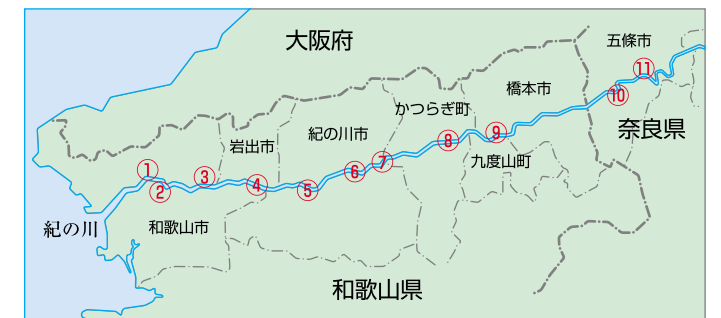 大阪府
五條市
橋本市
かつらぎ町
紀の川市
岩出市
奈良県
九度山町
和歌山市
紀の川
和歌山県
①
②
③
④
⑤
⑥
⑦
⑧
⑨
⑩
⑪